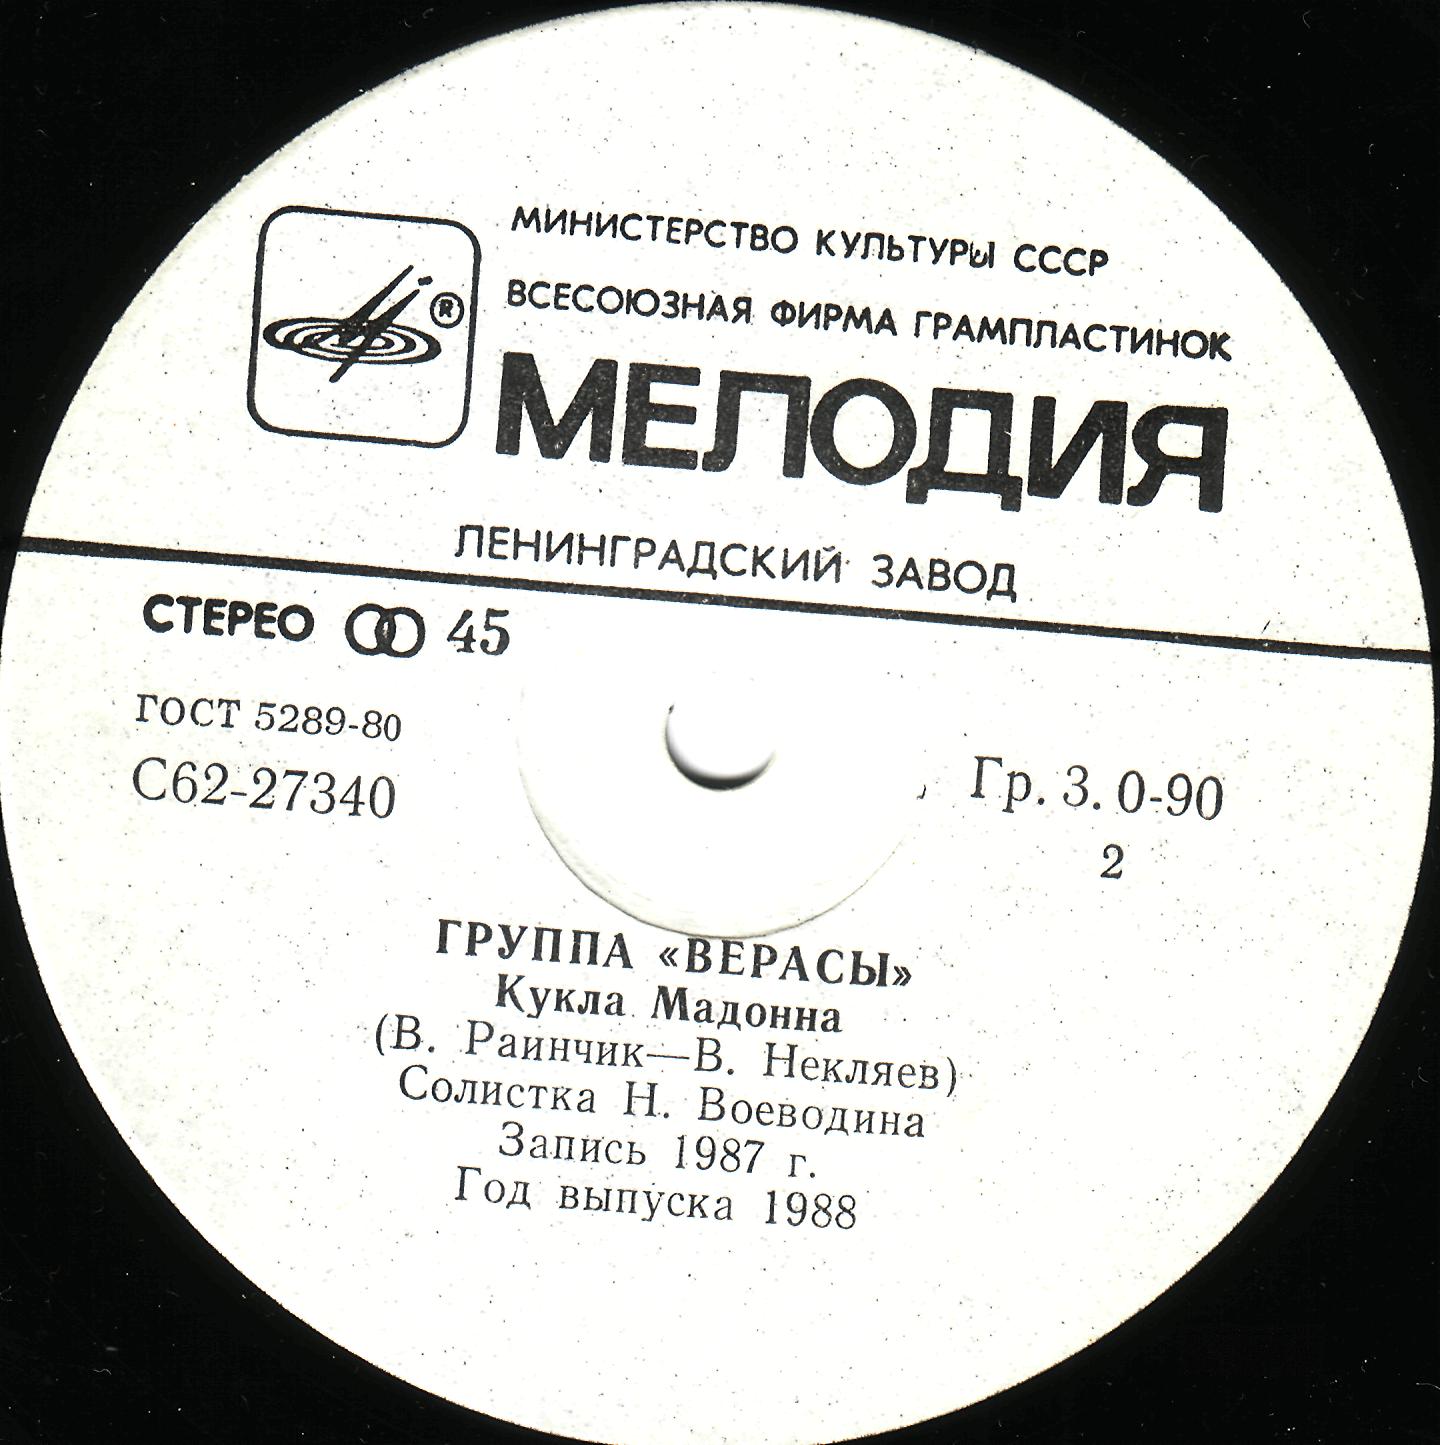 МИНИСТЕРСТВО КУЛЬТУРЫ СССР
ВСЕСОЮЗНАЯ ФИРМА ГРАМПЛАСТИНОК
®
МЕЛОДИЯ
ЛЕНИНГРАДСКИЙ ЗАВОД
СТЕРЕО 45
ГОСТ 5289-80
С62-27340
Гр. 3. 0-90
2
ГРУППА «ВЕРАСЫ»
Кукла Мадонна
(В. Раинчик—В. Некляев)
Солистка Н. Воеводина
Запись 1987 г.
Год выпуска 1988